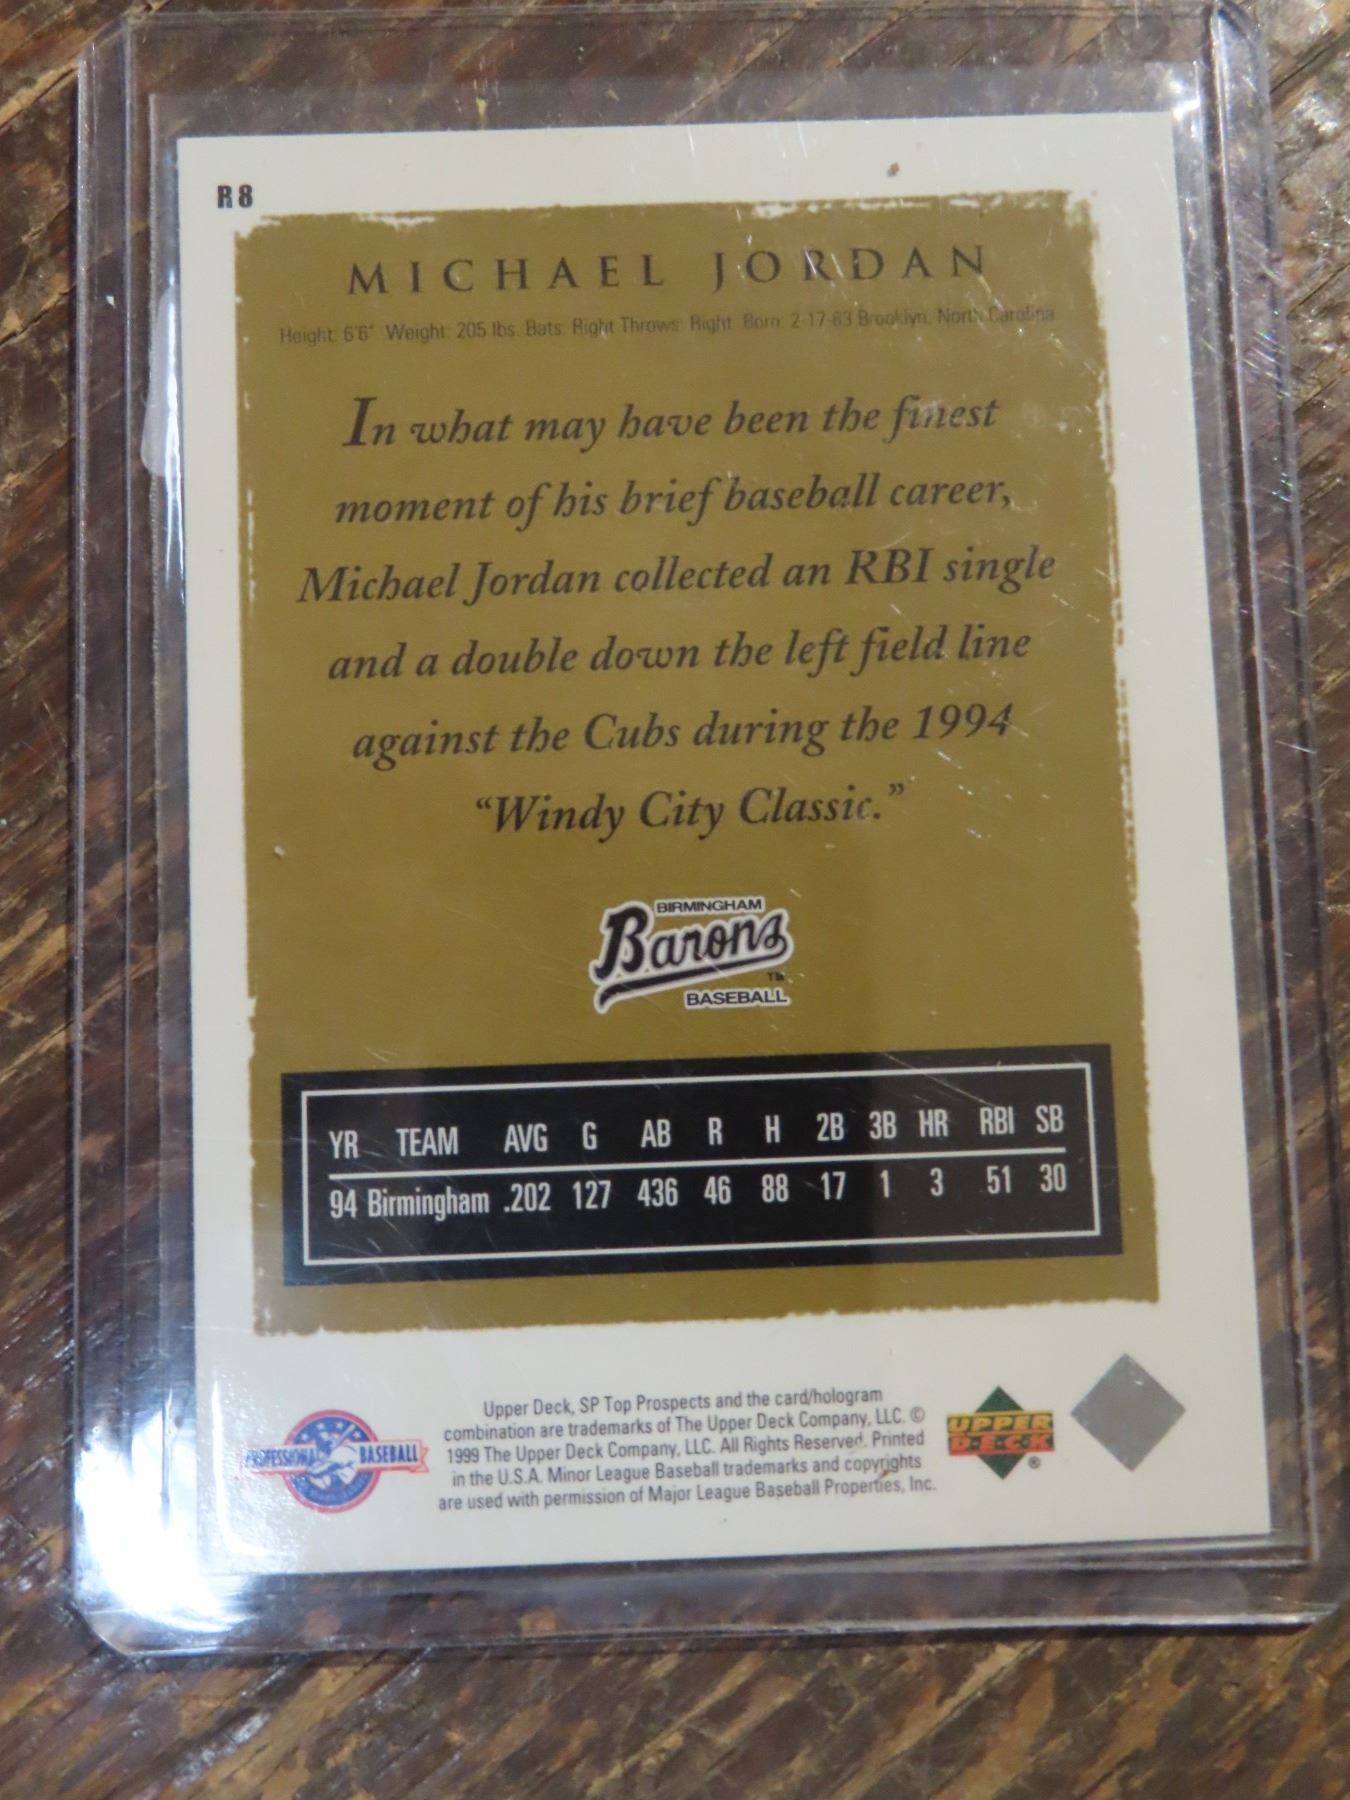 R8
MICHAEL JORDAN
Height: 6'6" Weight: 205 lbs. Bats: Right Throws: Right Born: 2-17-63 Brooklyn, North Carolina
In what may have been the finest
moment of his brief baseball career,
Michael Jordan collected an RBI single
and a double down the left field line
against the Cubs during the 1994
“Windy City Classic.”
BIRMINGHAM
Barons
TM
BASEBALL
YR TEAM AVG G AB R H 2B 3B HR RBI SB
94 Birmingham .202 127 436 46 88 17 1 3 51 30
Upper Deck, SP Top Prospects and the card/hologram
combination are trademarks of The Upper Deck Company, LLC. ©
1999 The Upper Deck Company, LLC. All Rights Reserved. Printed
in the U.S.A. Minor League Baseball trademarks and copyrights
are used with permission of Major League Baseball Properties, Inc.
PROFESSIONAL BASEBALL
UPPER
DECK
®